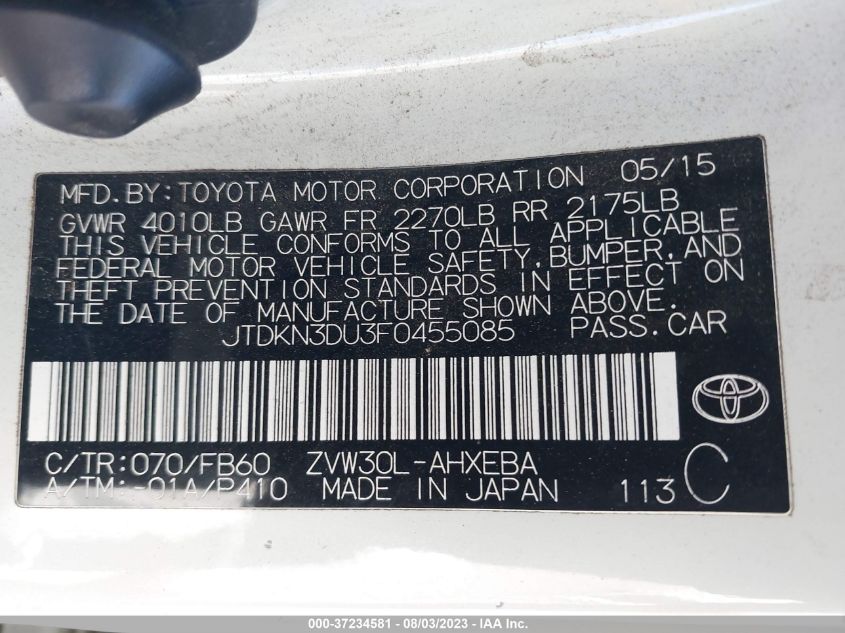 MFD. BY: TOYOTA MOTOR CORPORATION 05/15
GVWR 4010LB GAWR FR 2270LB RR 2175LB
THIS VEHICLE CONFORMS TO ALL APPLICABLE
FEDERAL MOTOR VEHICLE SAFETY, BUMPER, AND
THEFT PREVENTION STANDARDS IN EFFECT ON
THE DATE OF MANUFACTURE SHOWN ABOVE.
JTDKN3DU3F0455085 PASS. CAR
C/TR: 070/FB60 ZVW30L-AHXEBA
A/TM: -01A/P410 MADE IN JAPAN 113 C
000-37234581 - 08/03/2023 - IAAI Inc.